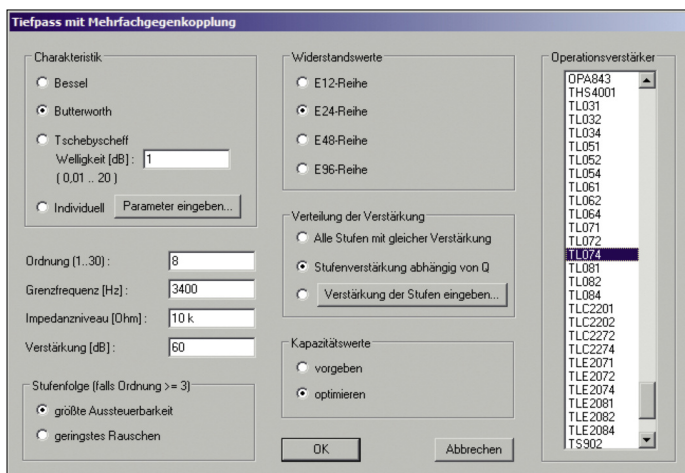 Tiefpass mit Mehrfachgegenkopplung
Charakteristik
Bessel
Butterworth
Tschebyscheff
Welligkeit [dB] : 1
( 0,01 .. 20 )
Individuell Parameter eingeben...
Ordnung (1..30) : 8
Grenzfrequenz [Hz] : 3400
Impedanzniveau [Ohm] : 10 k
Verstärkung [dB] : 60
Stufenfolge (falls Ordnung >= 3)
größte Aussteuerbarkeit
geringstes Rauschen
Widerstandswerte
E12-Reihe
E24-Reihe
E48-Reihe
E96-Reihe
Verteilung der Verstärkung
Alle Stufen mit gleicher Verstärkung
Stufenverstärkung abhängig von Q
Verstärkung der Stufen eingeben...
Kapazitätswerte
vorgeben
optimieren
OK
Abbrechen
Operationsverstärker
OPA843
THS4001
TL031
TL032
TL034
TL051
TL052
TL054
TL061
TL062
TL064
TL071
TL072
TL074
TL081
TL082
TL084
TLC2201
TLC2202
TLC2272
TLC2274
TLE2071
TLE2072
TLE2074
TLE2081
TLE2082
TLE2084
TS902